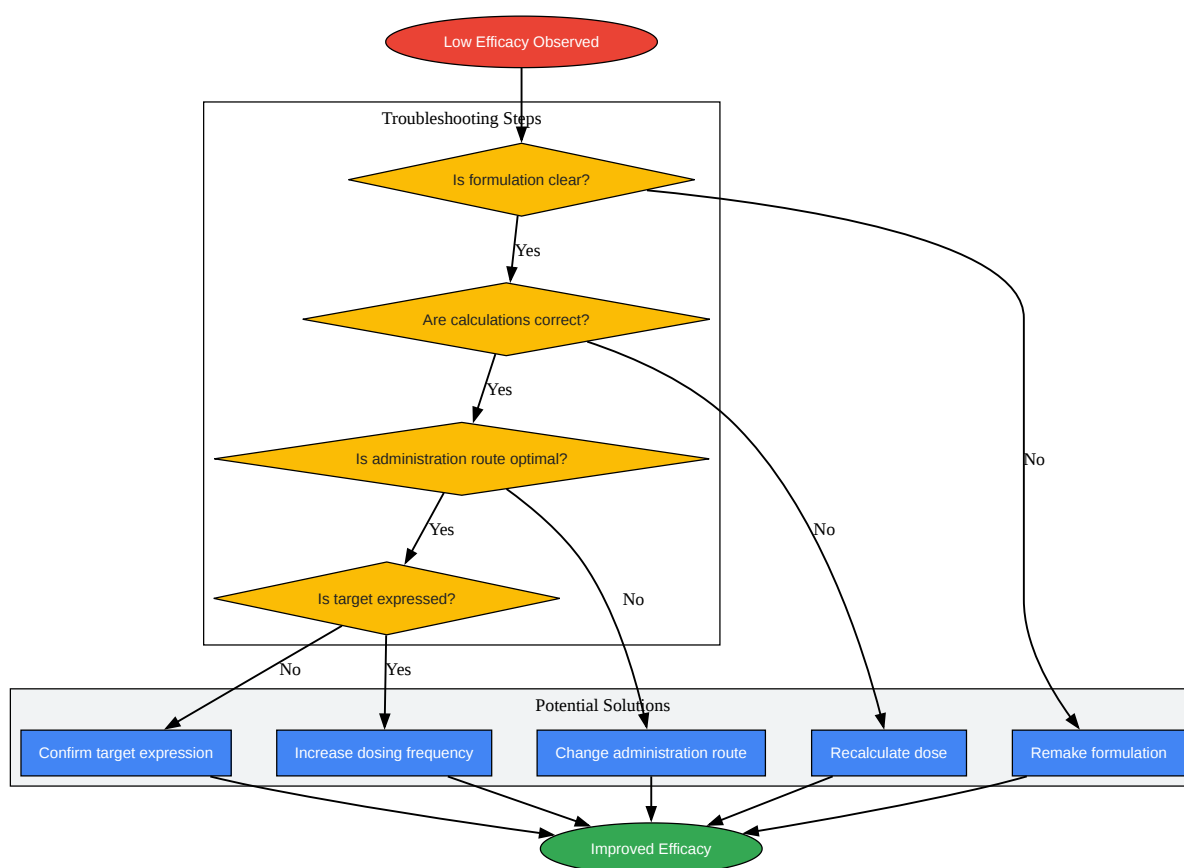 Low Efficacy Observed
Troubleshooting Steps
Is formulation clear?
Yes
Are calculations correct?
Yes
Is administration route optimal?
No
Yes
No
Is target expressed?
No
No
Yes
Potential Solutions
Confirm target expression
Increase dosing frequency
Change administration route
Recalculate dose
Remake formulation
Improved Efficacy